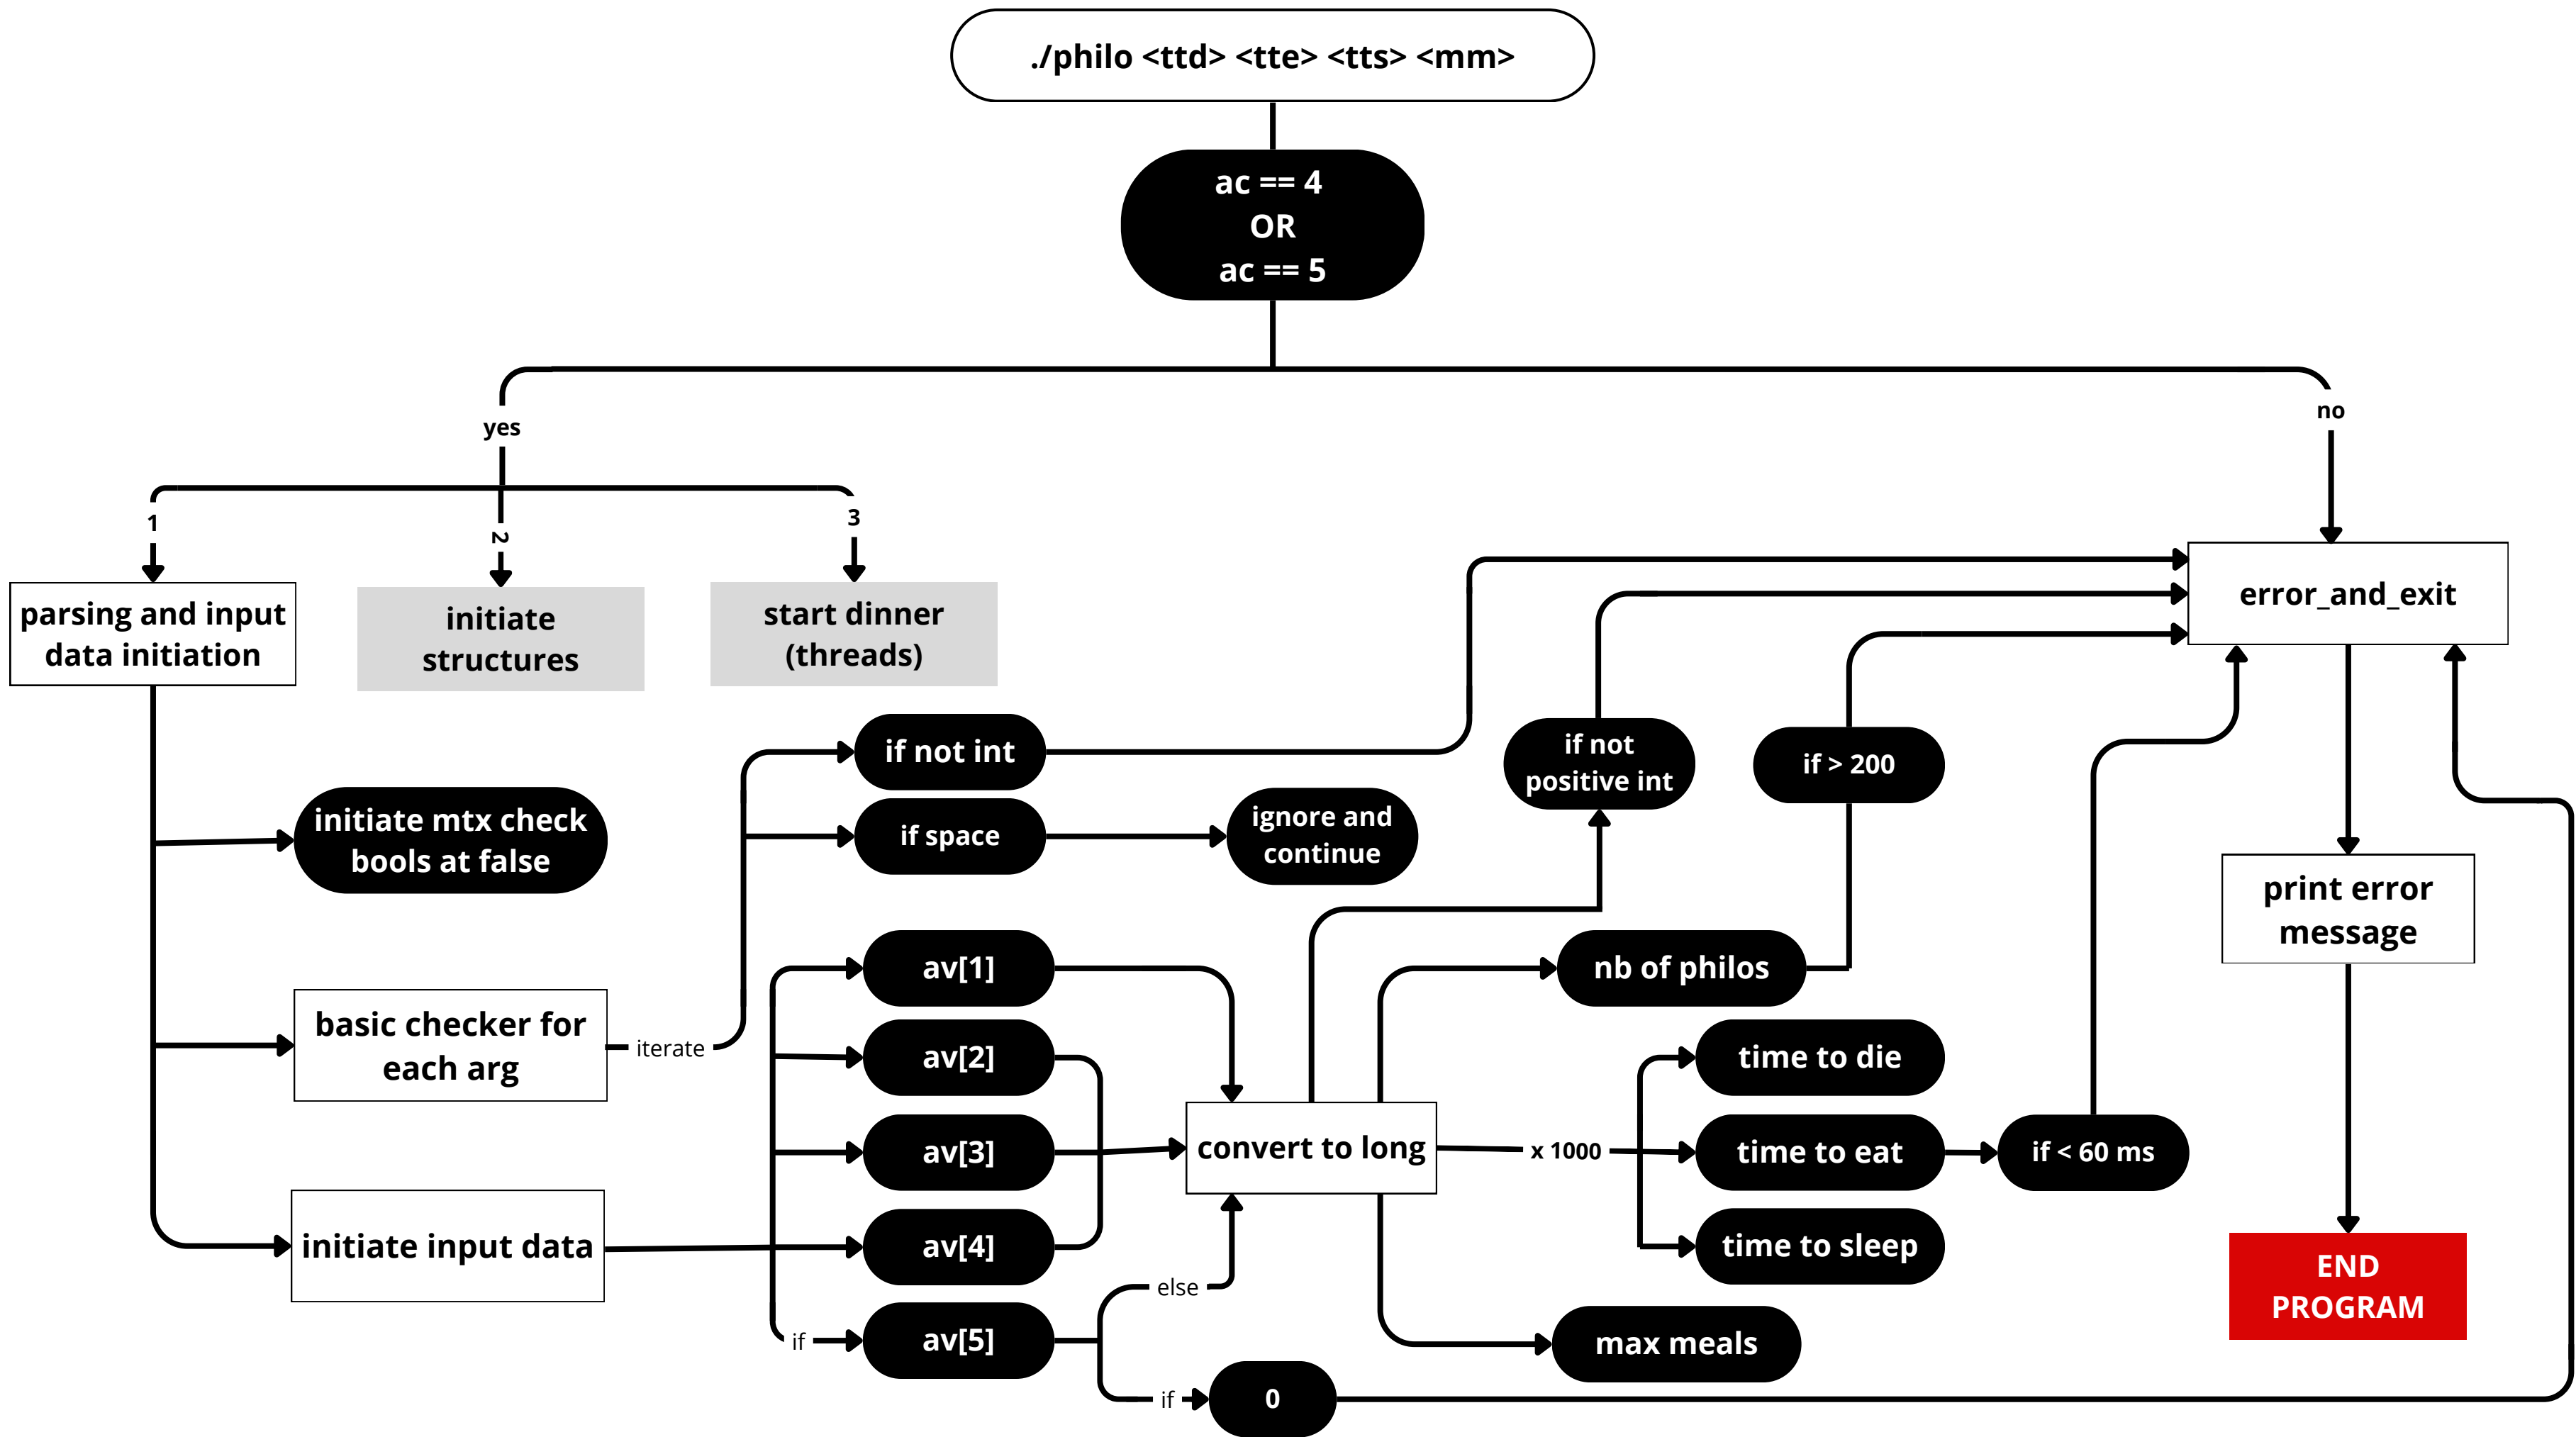 ./philo <ttd> <tte> <tts> <mm>
ac == 4
OR
ac == 5
yes
no
1
2
3
parsing and input
data initiation
initiate
structures
start dinner
(threads)
error_and_exit
if not int
if not
positive int
if > 200
initiate mtx check
bools at false
if space
ignore and
continue
print error
message
basic checker for
each arg
iterate
av[1]
nb of philos
av[2]
time to die
av[3]
convert to long
x 1000
time to eat
if < 60 ms
initiate input data
av[4]
time to sleep
END
PROGRAM
else
if
av[5]
max meals
if
0